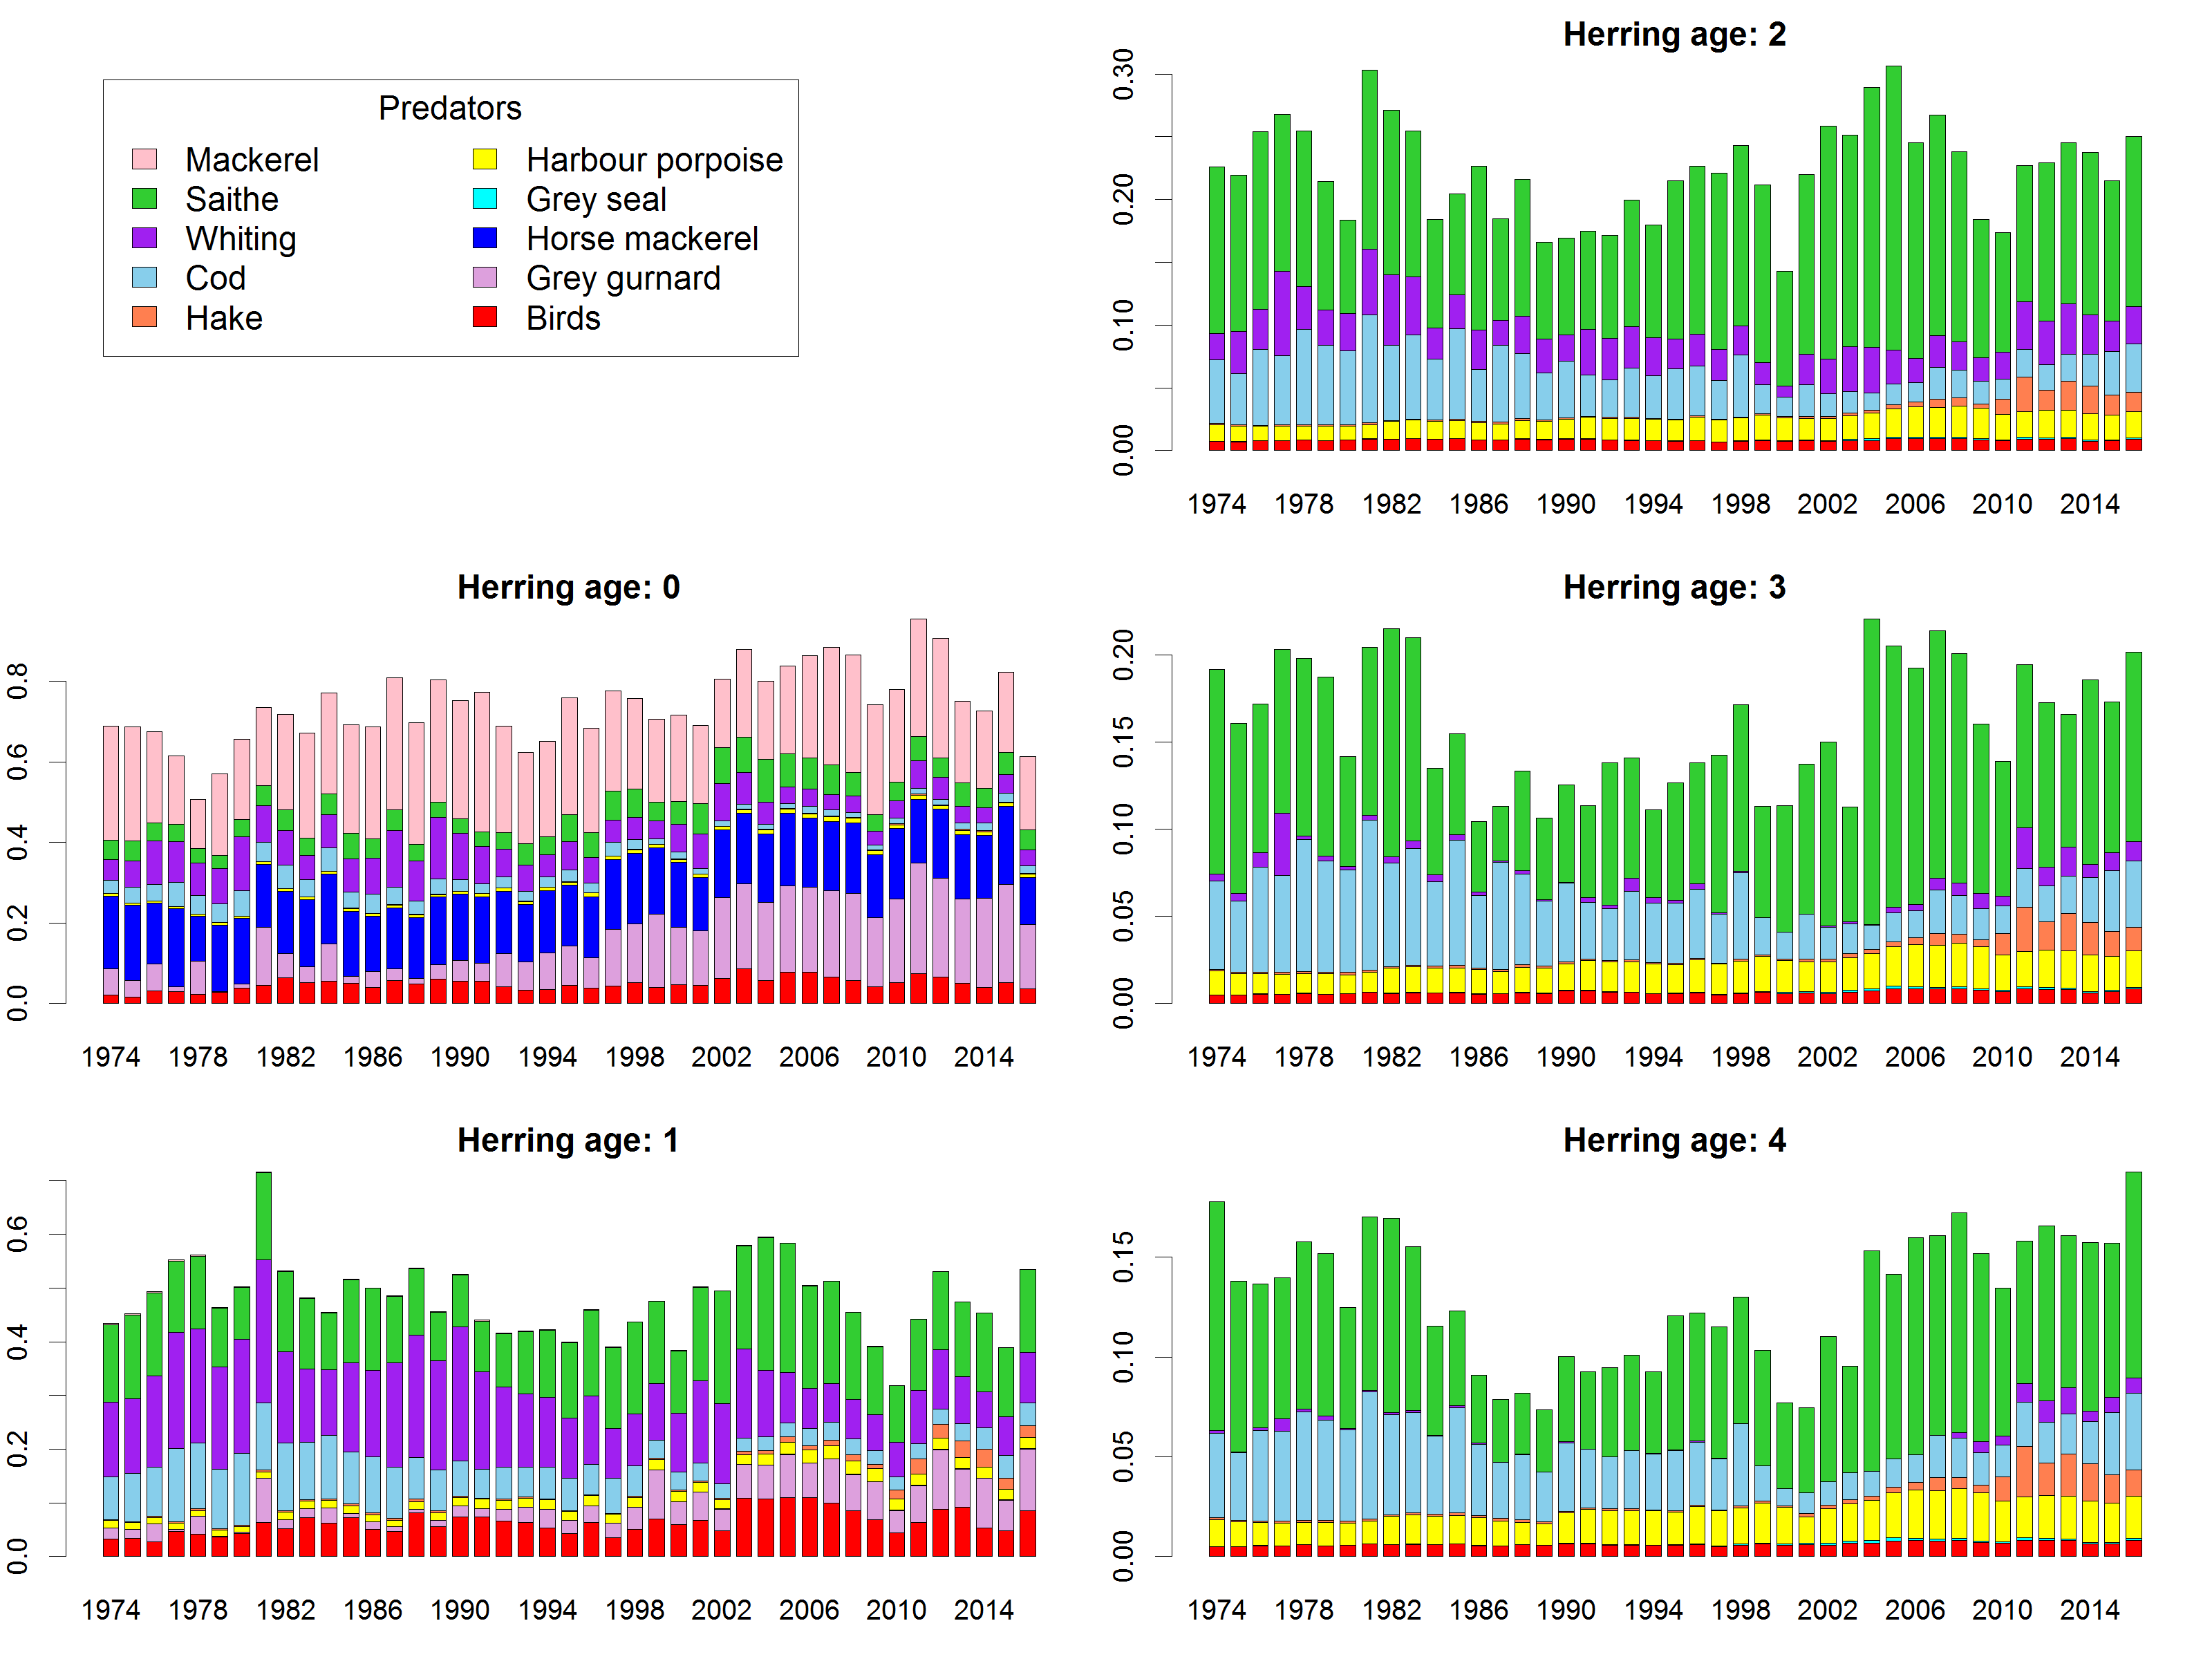 Predators
Mackerel Harbour porpoise
Saithe Grey seal
Whiting Horse mackerel
Cod Grey gurnard
Hake Birds
Herring age: 2
0.30
0.20
0.10
0.00
1974 1978 1982 1986 1990 1994 1998 2002 2006 2010 2014
Herring age: 0
0.8
0.6
0.4
0.2
0.0
1974 1978 1982 1986 1990 1994 1998 2002 2006 2010 2014
Herring age: 3
0.20
0.15
0.10
0.05
0.00
1974 1978 1982 1986 1990 1994 1998 2002 2006 2010 2014
Herring age: 1
0.6
0.4
0.2
0.0
1974 1978 1982 1986 1990 1994 1998 2002 2006 2010 2014
Herring age: 4
0.15
0.10
0.05
0.00
1974 1978 1982 1986 1990 1994 1998 2002 2006 2010 2014